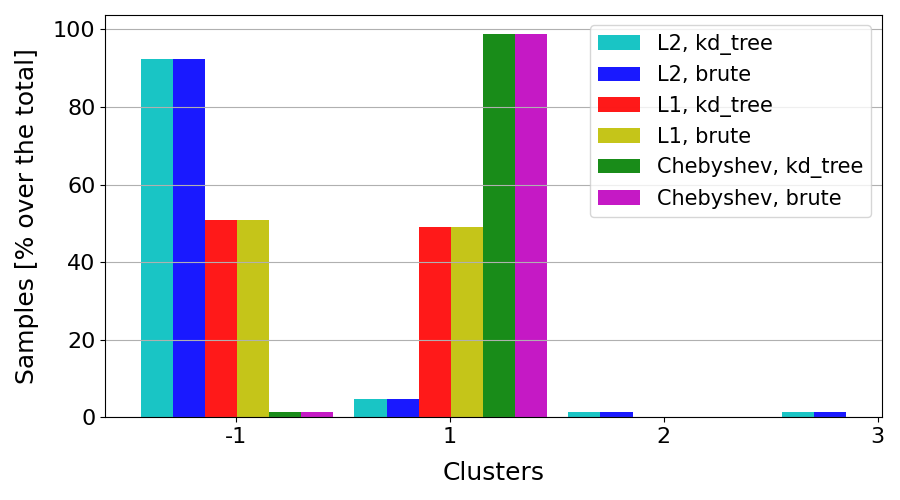 Samples [% over the total]
100
80
60
40
20
0
-1
1
2
3
Clusters
L2, kd_tree
L2, brute
L1, kd_tree
L1, brute
Chebyshev, kd_tree
Chebyshev, brute